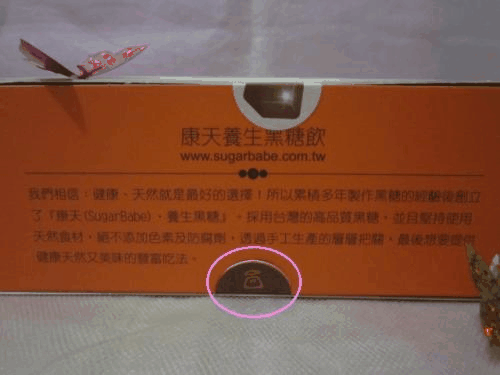 康天養生黑糖飲
www.sugarbabe.com.tw
我們相信：健康、天然就是最好的選擇！所以累積多年製作黑糖的經驗後創立
了『康天(SugarBabe)、養生黑糖』。採用台灣的高品質黑糖，並且堅持使用
天然食材，絕不添加色素及防腐劑，透過手工生產的層層把關，最後想要提供
健康天然又美味的豐富吃法。